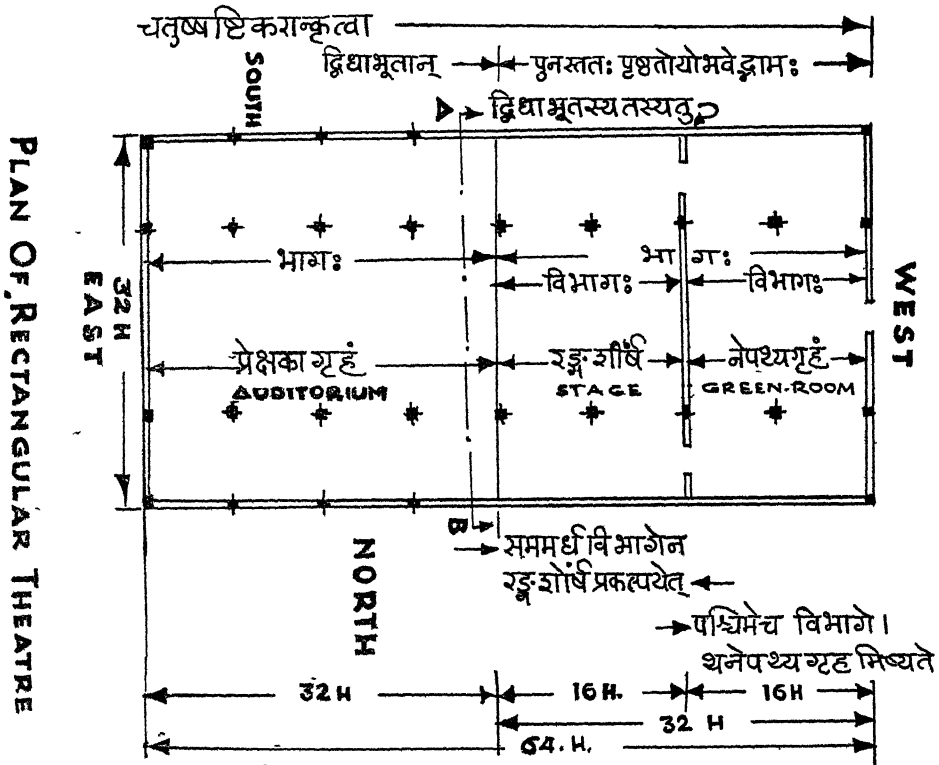 चतुष्षष्टिकरान्कृत्वा
द्विधाभूतान्
पुनस्ततः पृष्ठतोयोभवेद्भागः
SOUTH
A
द्विधाभूतस्यतस्यतु
PLAN OF RECTANGULAR THEATRE
EAST
32 H
WEST
भागः
भागः
विभागः
विभागः
प्रेक्षकागृहं
AUDITORIUM
रङ्गशीर्षं
STAGE
नेपथ्यगृहं
GREEN-ROOM
B
NORTH
सममर्धविभागेन
रङ्गशीर्षप्रकल्पयेत्
पश्चिमेच विभागे।
थनेपथ्यगृहमिष्यते
32 H
16 H.
16 H
32 H
64. H.